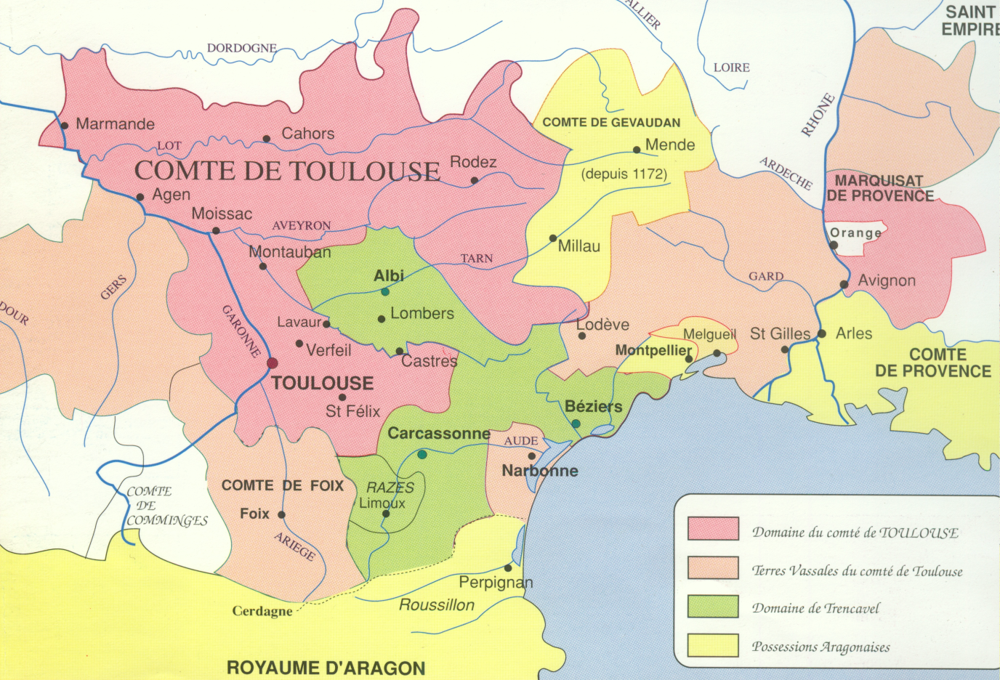 SAINT
EMPIRE
ALLIER
DORDOGNE
LOIRE
RHONE
COMTE DE GEVAUDAN
Marmande
Cahors
Mende
LOT
Rodez
COMTE DE TOULOUSE
(depuis 1172)
ARDECHE
MARQUISAT
DE PROVENCE
Agen
Moissac
AVEYRON
Orange
Millau
Montauban
TARN
GERS
Albi
GARD
Avignon
DOUR
Lombers
GARONNE
Lavaur
Lodève
Melgueil
St Gilles
Arles
Verfeil
Castres
Montpellier
COMTE
DE PROVENCE
TOULOUSE
St Félix
Béziers
Carcassonne
AUDE
Narbonne
COMTE DE FOIX
RAZES
Limoux
COMTE
DE
COMMINGES
Foix
ARIEGE
Perpignan
Roussillon
Cerdagne
ROYAUME D'ARAGON
Domaine du comté de TOULOUSE
Terres Vassales du comté de Toulouse
Domaine de Trencavel
Possessions Aragonaises